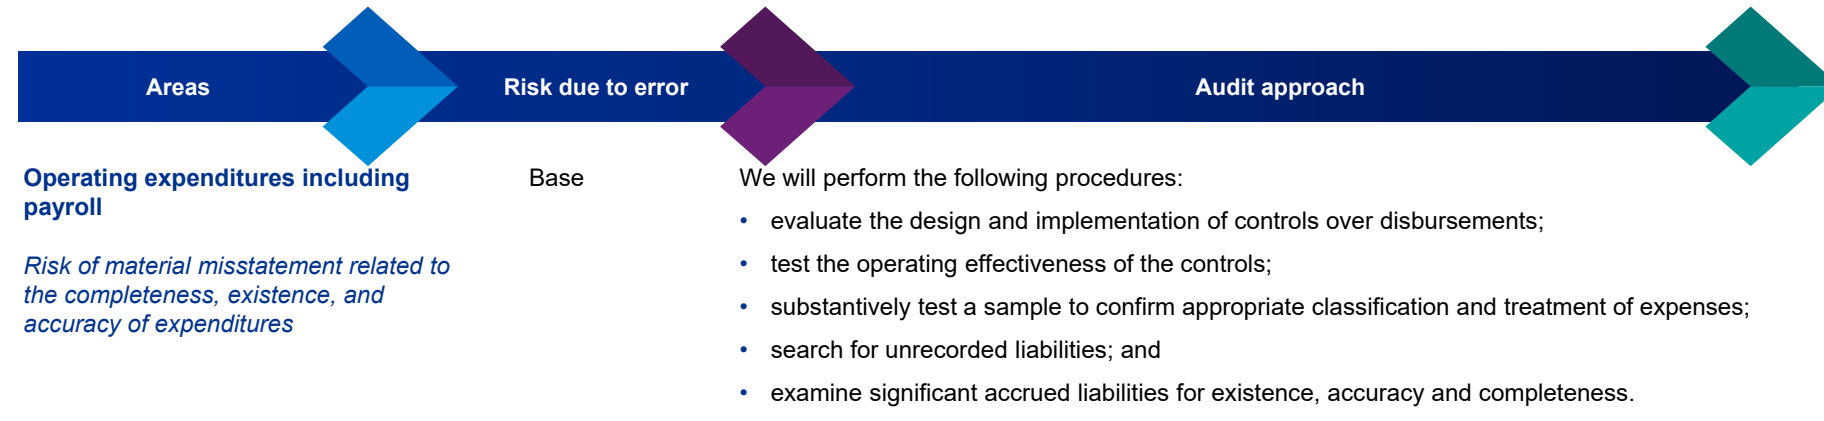 Areas
Risk due to error
Audit approach
Operating expenditures including
payroll
Risk of material misstatement related to
the completeness, existence, and
accuracy of expenditures
Base
We will perform the following procedures:
• evaluate the design and implementation of controls over disbursements;
• test the operating effectiveness of the controls;
• substantively test a sample to confirm appropriate classification and treatment of expenses;
• search for unrecorded liabilities; and
• examine significant accrued liabilities for existence, accuracy and completeness.